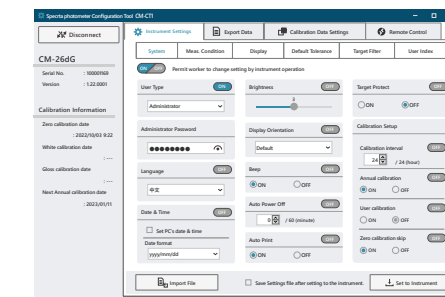 Spectra photometer Configuration Tool CM-CT1
Disconnect
CM-26dG
Serial No. : 10000169
Version : 1.22.0001
Calibration Information
Zero calibration date
: 2022/10/03 9:22
White calibration date
: ----
Gloss calibration date
: ----
Next Annual calibration date
: 2023/01/11
Instrument Settings
Export Data
Calibration Data Settings
Remote Control
System
Meas. Condition
Display
Default Tolerance
Target Filter
User Index
ON OFF Permit worker to change setting by instrument operation
User Type ON
Administrator
Administrator Password
Language OFF
中文
Date & Time OFF
Set PC's date & time
Date format
yyyy/mm/dd
Brightness OFF
3
Display Orientation OFF
Default
Beep OFF
ON OFF
Auto Power Off OFF
0 / 60 (minute)
Auto Print OFF
ON OFF
Target Protect OFF
ON OFF
Calibration Setup
Calibration interval OFF
24 / 24 (hour)
Annual calibration OFF
ON OFF
User calibration OFF
ON OFF
Zero calibration skip OFF
ON OFF
Import File
Save Settings file after setting to the instrument.
Set to Instrument